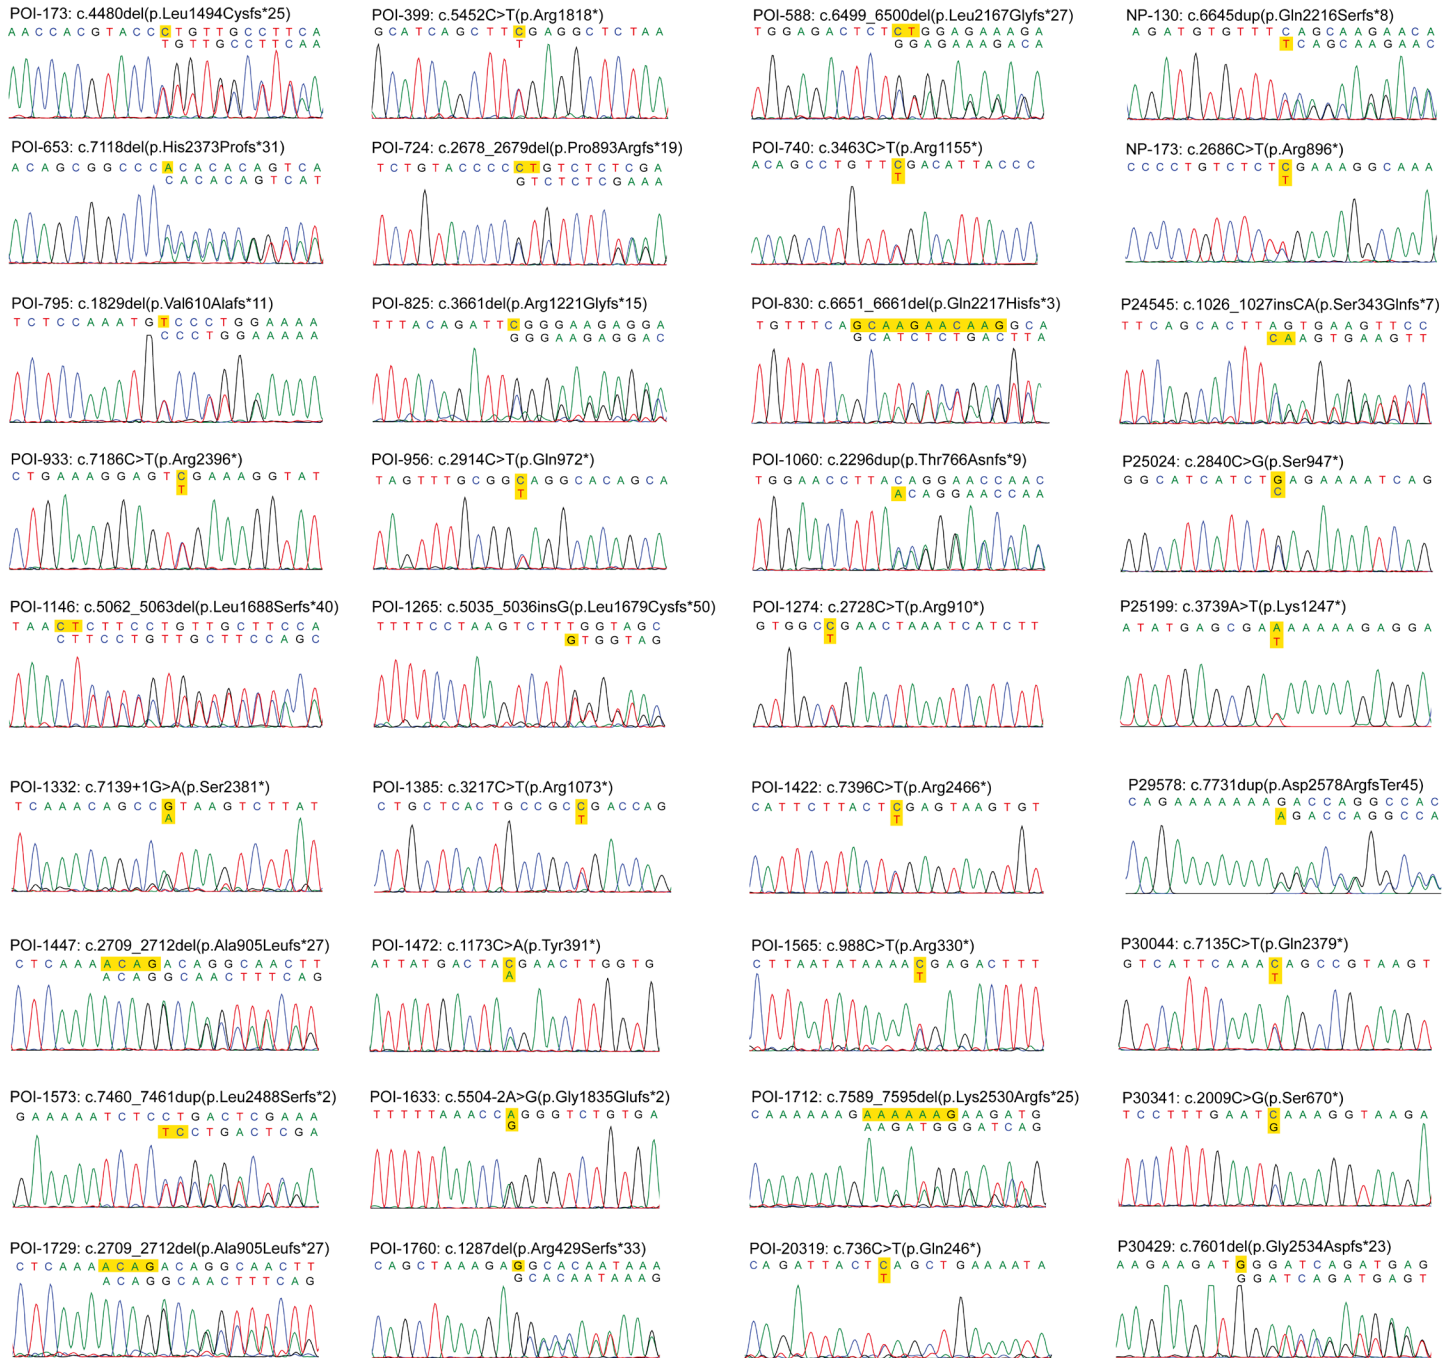 POI-173: c.4480del(p.Leu1494Cysfs*25)
A A C C A C G T A C C C T G T T G C C T T C A
T G T T G C C T T C A A
POI-399: c.5452C>T(p.Arg1818*)
G C A T C A G C T T C G A G G C T C T A A
T
POI-588: c.6499_6500del(p.Leu2167Glyfs*27)
T G G A G A C T C T C T G G A G A A A G A
G G A G A A A G A C A
NP-130: c.6645dup(p.Gln2216Serfs*8)
A G A T G T G T T T C A G C A A G A A C A
T C A G C A A G A A C
POI-653: c.7118del(p.His2373Profs*31)
A C A G C G G C C C A C A C A C A G T C A
C A C A C A G T C A T
POI-724: c.2678_2679del(p.Pro893Argfs*19)
T C T G T A C C C C C T G T C T C T C G A
G T C T C T C G A A A
POI-740: c.3463C>T(p.Arg1155*)
A C A G C C T G T T C G A C A T T A C C C
T
NP-173: c.2686C>T(p.Arg896*)
C C C C T G T C T C T C G A A A G G C A A A
T
POI-795: c.1829del(p.Val610Alafs*11)
T C T C C A A A T G T C C C T G G A A A A
C C C T G G A A A A A
POI-825: c.3661del(p.Arg1221Glyfs*15)
T T T A C A G A T T C G G G A A G A G G A
G G G A A G A G G A C
POI-830: c.6651_6661del(p.Gln2217Hisfs*3)
T G T T T C A G C A A G A A C A A G G C A
G C A T C T C T G A C T T A
P24545: c.1026_1027insCA(p.Ser343Glnfs*7)
T T C A G C A C T T A G T G A A G T T C C
C A A G T G A A G T T
POI-933: c.7186C>T(p.Arg2396*)
C T G A A A G G A G T C G A A A G G T A T
T
POI-956: c.2914C>T(p.Gln972*)
T A G T T T G C G G C A G G C A C A G C A
T
POI-1060: c.2296dup(p.Thr766Asnfs*9)
T G G A A C C T T A C A G G A A C C A A C
A C A G G A A C C A A
P25024: c.2840C>G(p.Ser947*)
G G C A T C A T C T G A G A A A A T C A G
C
POI-1146: c.5062_5063del(p.Leu1688Serfs*40)
T A A C T C T T C C T G T T G C T T C C A
C T T C C T G T T G C T T C C A G C
POI-1265: c.5035_5036insG(p.Leu1679Cysfs*50)
T T T T C C T A A G T C T T T G G T A G C
G T G G T A G
POI-1274: c.2728C>T(p.Arg910*)
G T G G C C G A A C T A A A T C A T C T T
T
P25199: c.3739A>T(p.Lys1247*)
A T A T G A G C G A A A A A A G A G G A
T
POI-1332: c.7139+1G>A(p.Ser2381*)
T C A A A C A G C C G T A A G T C T T A T
A
POI-1385: c.3217C>T(p.Arg1073*)
C T G C T C A C T G C C G C C G A C C A G
T
POI-1422: c.7396C>T(p.Arg2466*)
C A T T C T T A C T C G A G T A A G T G T
T
P29578: c.7731dup(p.Asp2578ArgfsTer45)
C A G A A A A A A A G A C C A G G C C A C
A G A C C A G G C C A
POI-1447: c.2709_2712del(p.Ala905Leufs*27)
C T C A A A A C A G A C A G G C A A C T T
A C A G G C A A C T T T C A G
POI-1472: c.1173C>A(p.Tyr391*)
A T T A T G A C T A C G A A C T T G G T G
A
POI-1565: c.988C>T(p.Arg330*)
C T T A A T A T A A A A C G A G A C T T T
T
P30044: c.7135C>T(p.Gln2379*)
G T C A T T C A A A C A G C C G T A A G T
T
POI-1573: c.7460_7461dup(p.Leu2488Serfs*2)
G A A A A A T C T C C T G A C T C G A A A
T C C T G A C T C G A
POI-1633: c.5504-2A>G(p.Gly1835Glufs*2)
T T T T T A A A C C A G G G T C T G T G A
G
POI-1712: c.7589_7595del(p.Lys2530Argfs*25)
C A A A A A A G A A A A A A G A A G A T G
A A G A T G G G A T C A G
P30341: c.2009C>G(p.Ser670*)
T C C T T T G A A T C A A A G G T A A G A
G
POI-1729: c.2709_2712del(p.Ala905Leufs*27)
C T C A A A A C A G A C A G G C A A C T T
A C A G G C A A C T T T C A G
POI-1760: c.1287del(p.Arg429Serfs*33)
C A G C T A A A G A G G C A C A A T A A A
G C A C A A T A A A G
POI-20319: c.736C>T(p.Gln246*)
C A G A T T A C T C A G C T G A A A A T A
T
P30429: c.7601del(p.Gly2534Aspfs*23)
A A G A A G A T G G G A T C A G A T G A G
G G A T C A G A T G A G T